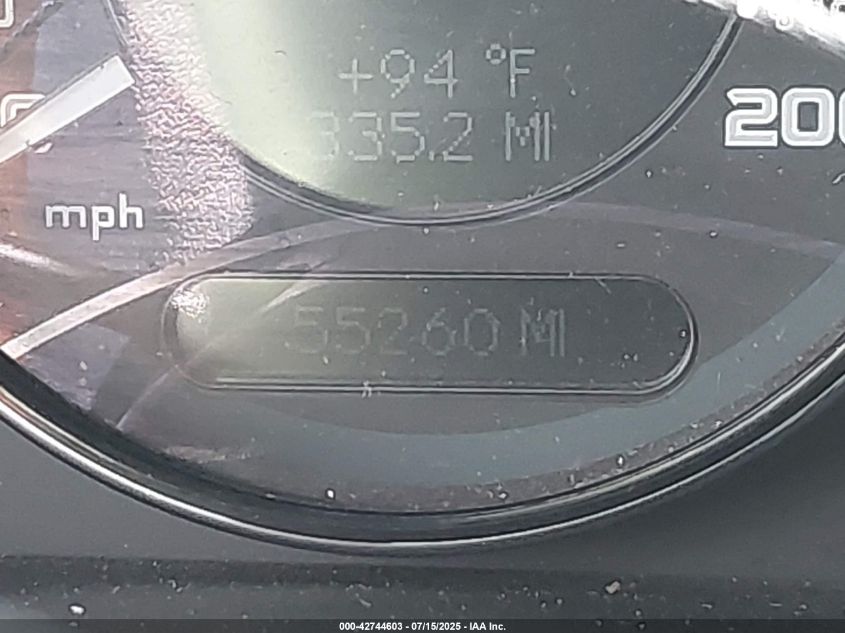 +94 °F
335.2 MI
200
mph
55260 MI
000-42744603 - 07/15/2025 - IAA Inc.